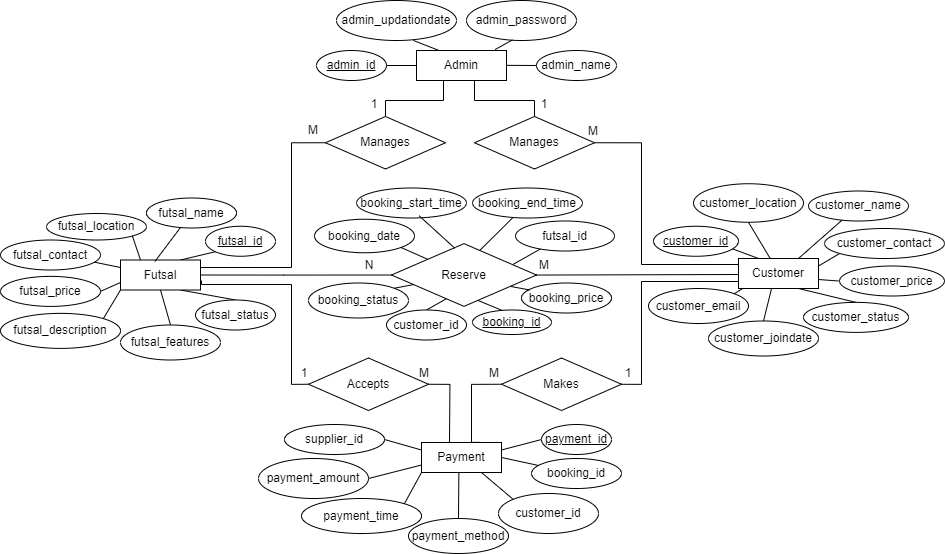 admin_updationdate
admin_password
admin_id
Admin
admin_name
1
1
M
Manages
Manages
M
booking_start_time
booking_end_time
customer_location
customer_name
futsal_name
futsal_location
booking_date
futsal_id
futsal_id
customer_id
customer_contact
futsal_contact
Futsal
N
Reserve
M
Customer
customer_price
futsal_price
booking_status
booking_price
customer_email
futsal_description
futsal_status
customer_id
booking_id
customer_status
futsal_features
customer_joindate
1
Accepts
M
M
Makes
1
supplier_id
payment_id
Payment
payment_amount
booking_id
payment_time
customer_id
payment_method